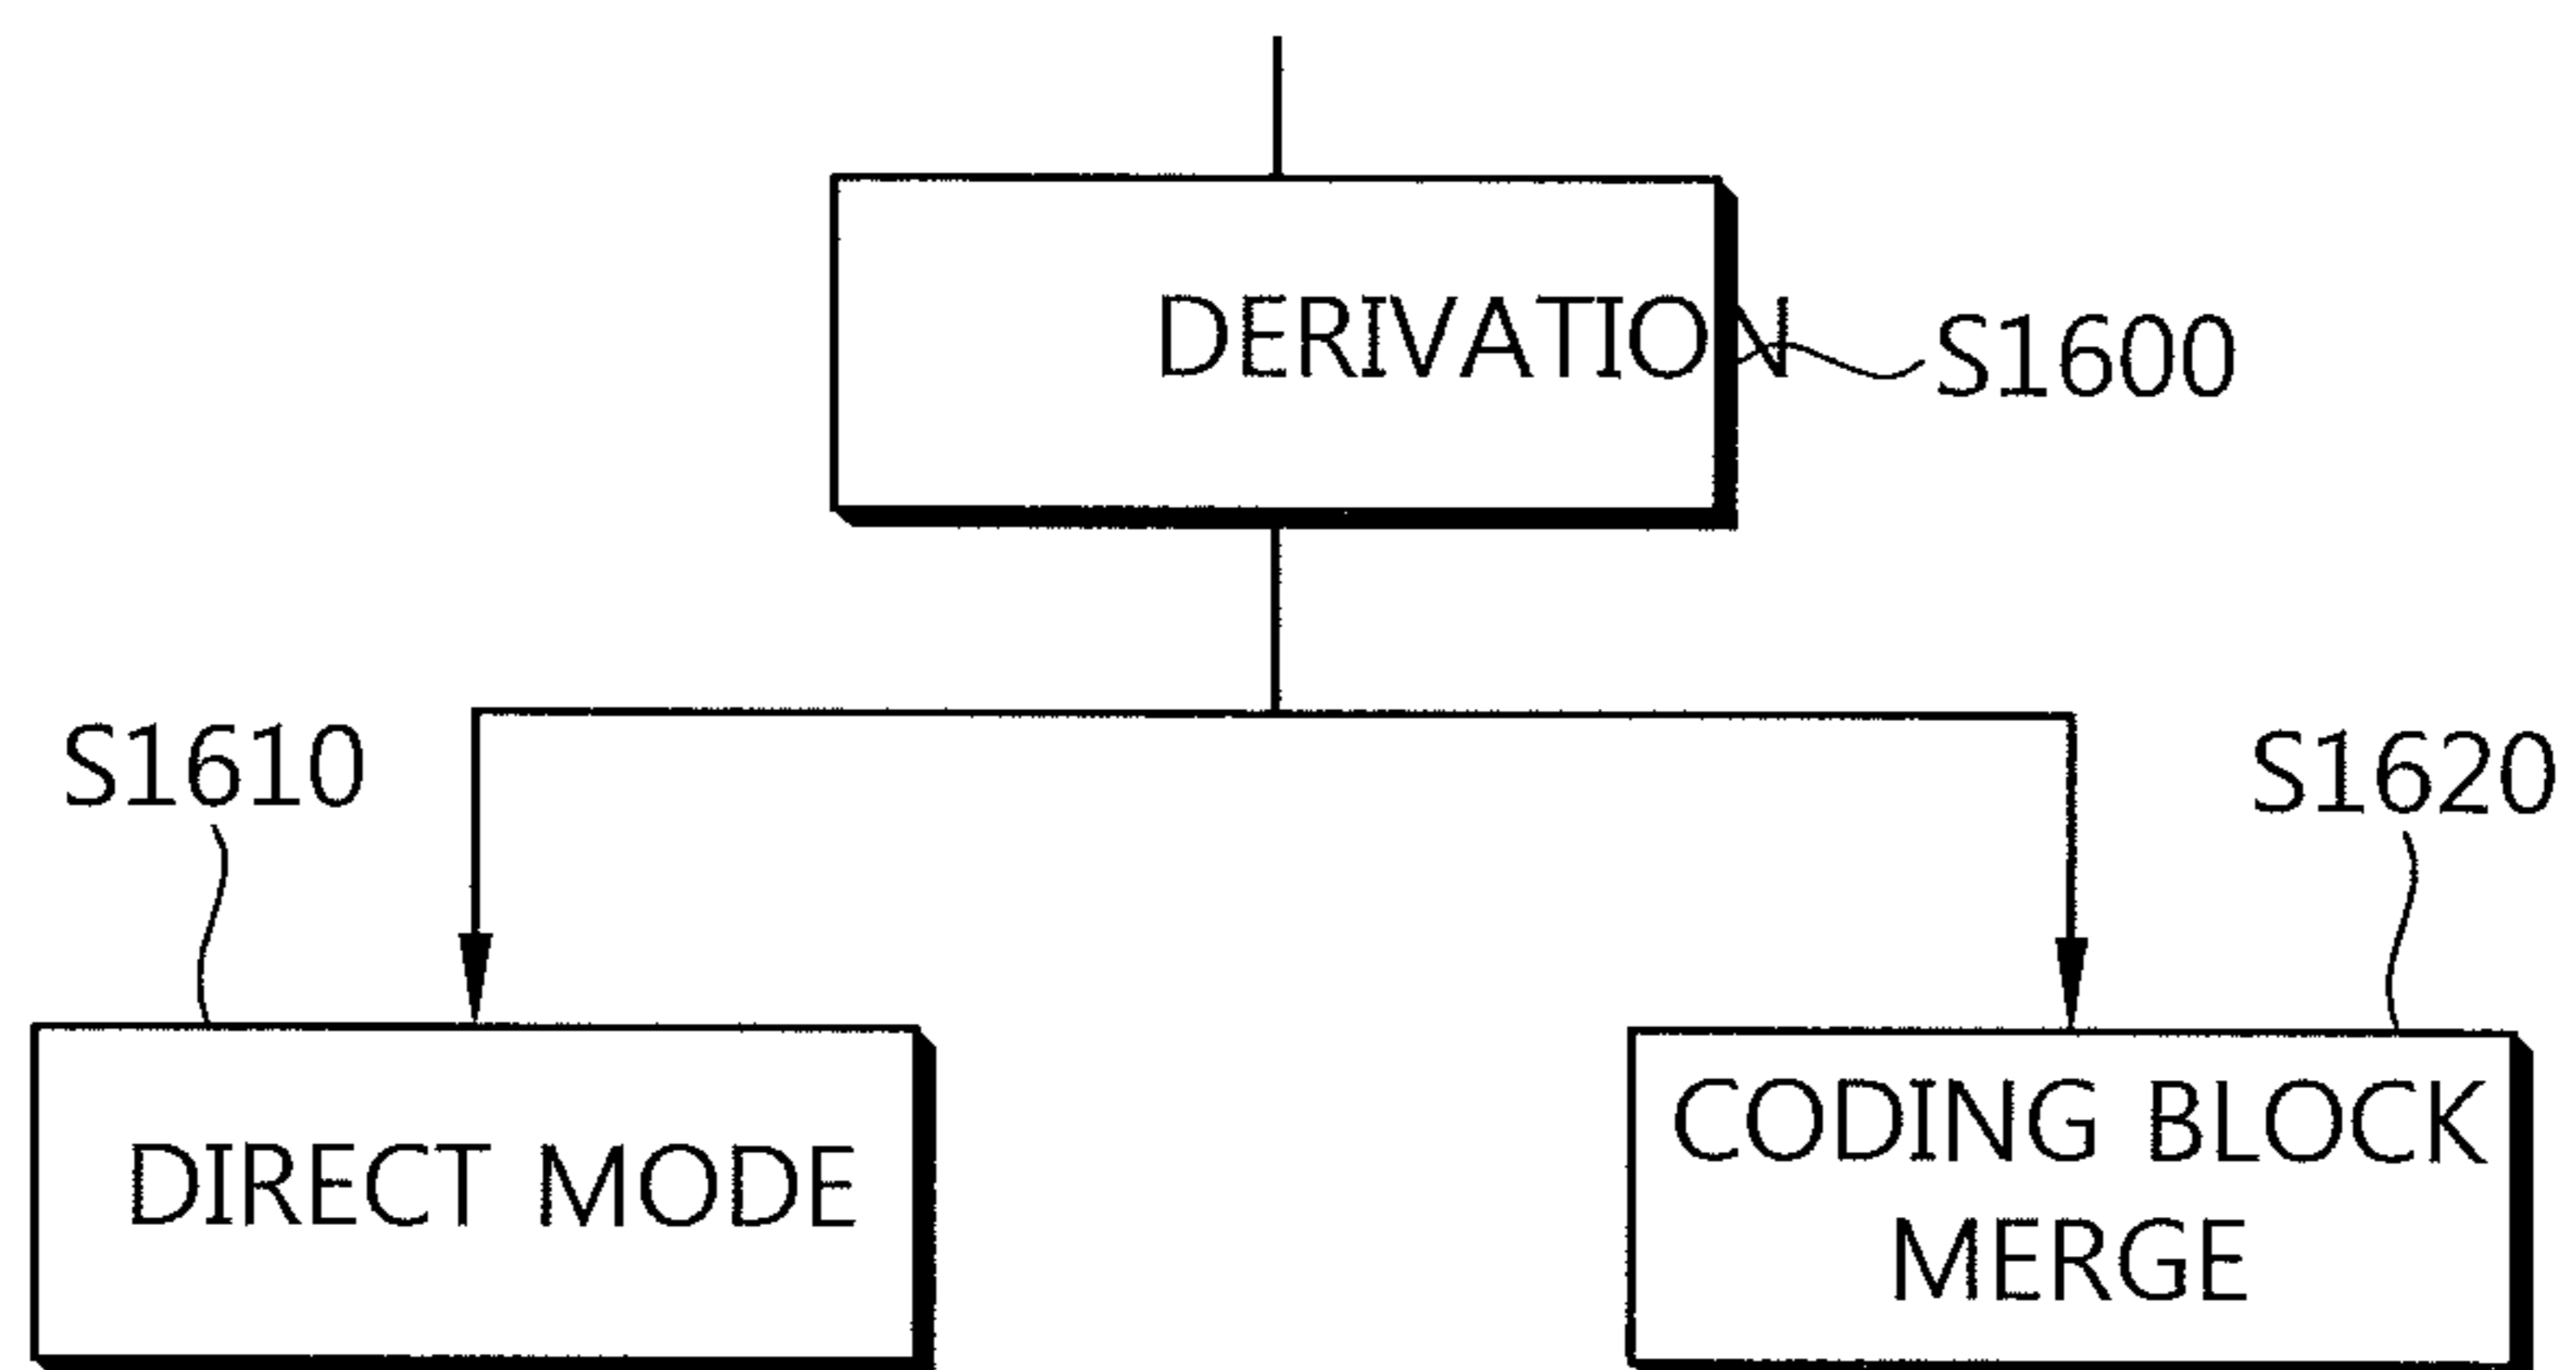 DERIVATION
S1600
S1610
S1620
DIRECT MODE
CODING BLOCK
MERGE